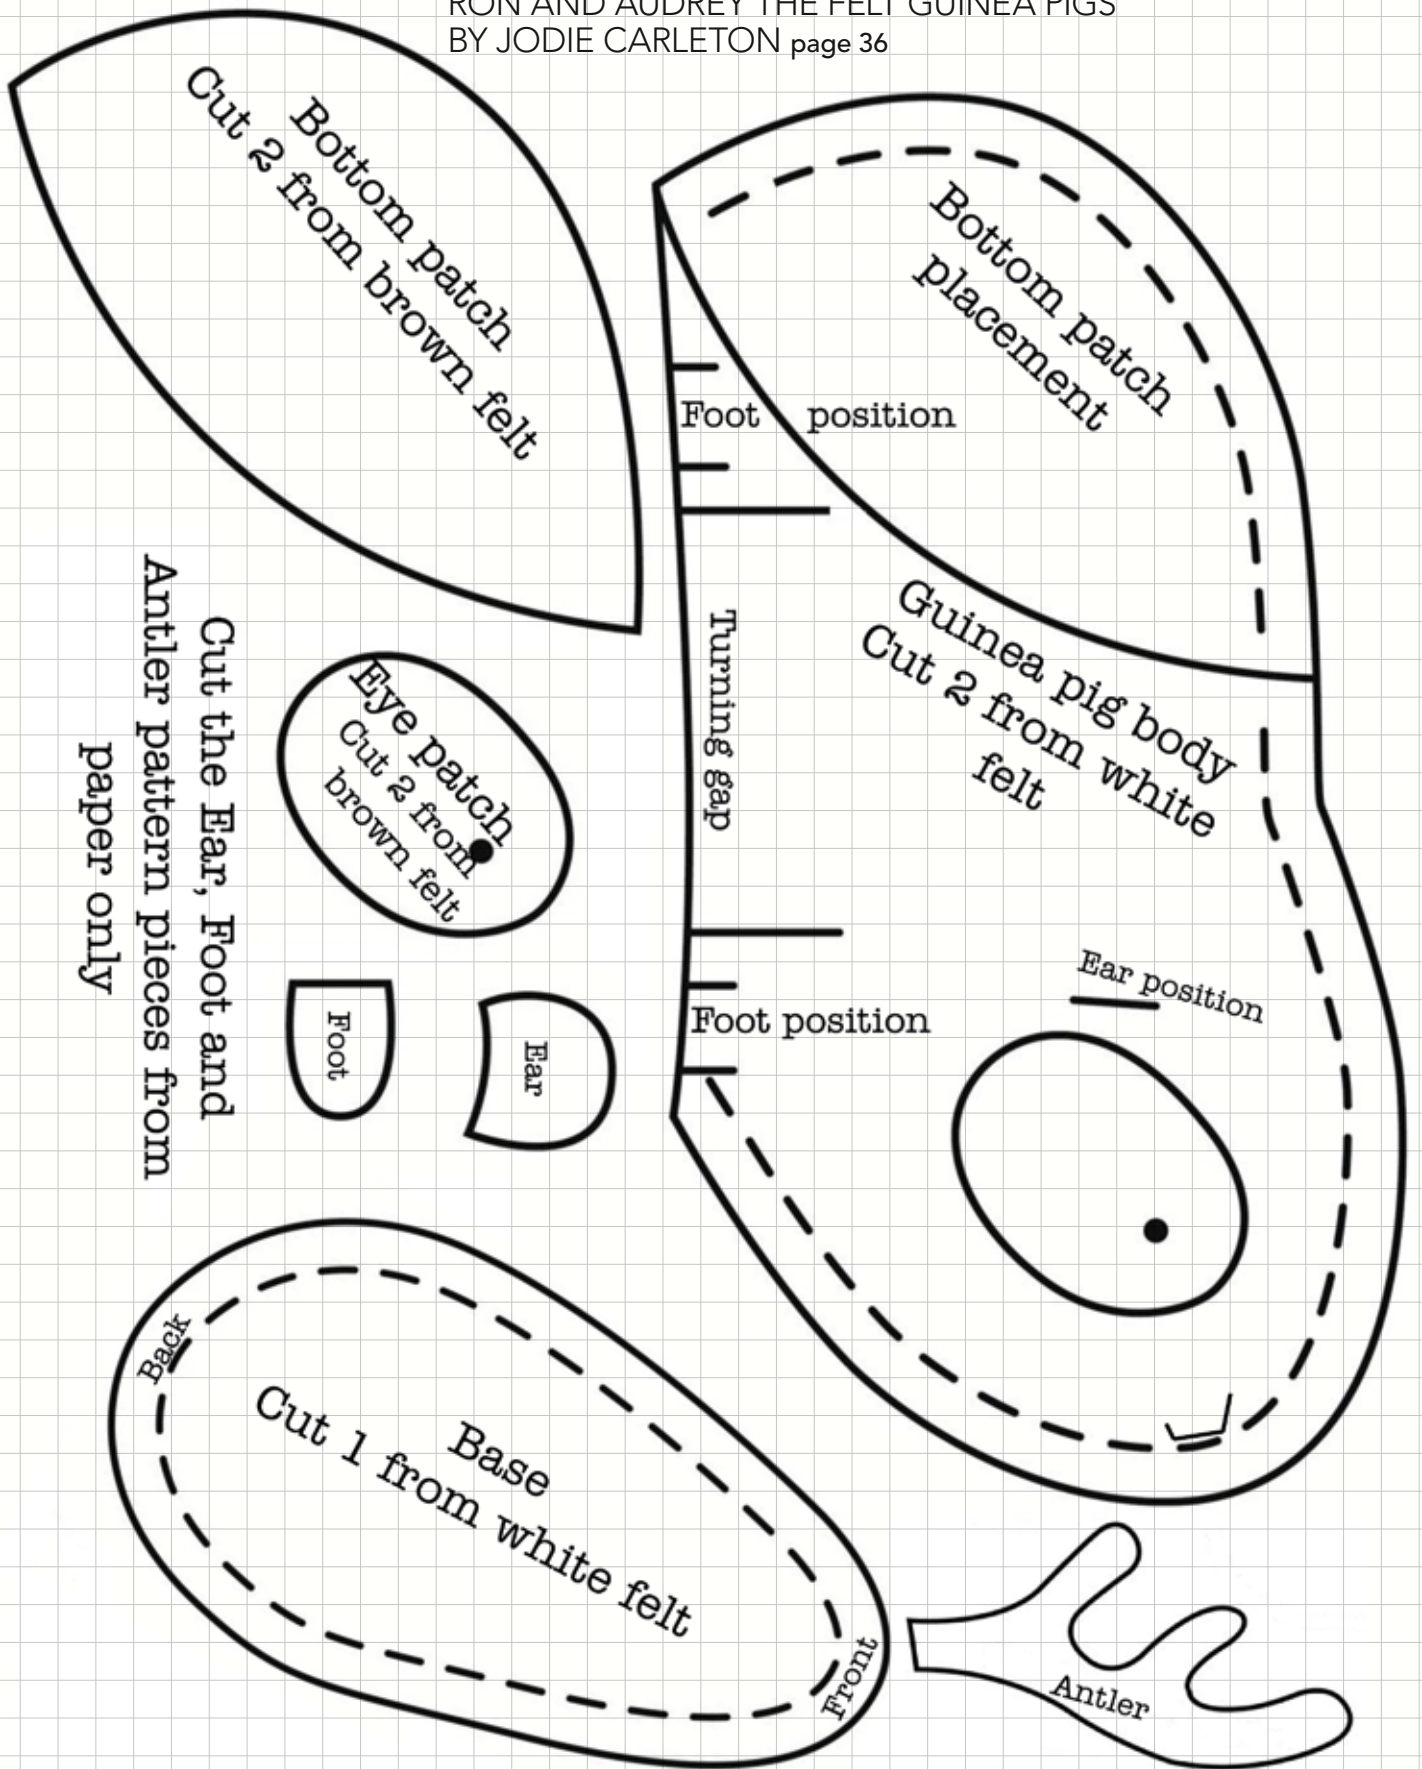 RON AND AUDREY THE FELT GUINEA PIGS
BY JODIE CARLETON page 36
Bottom patch
Cut 2 from brown felt
Bottom patch
placement
Foot position
Guinea pig body
Cut 2 from white
felt
Turning gap
Cut the Ear, Foot and
Antler pattern pieces from
paper only
Eye patch
Cut 2 from
brown felt
Foot
Ear
Foot position
Ear position
Back
Base
Cut 1 from white felt
Front
Antler